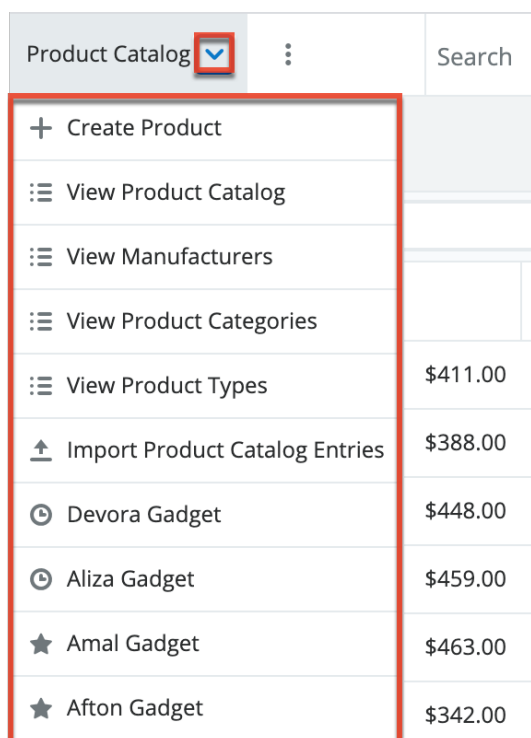 Product Catalog
Search
Create Product
View Product Catalog
View Manufacturers
View Product Categories
View Product Types
$411.00
Import Product Catalog Entries
$388.00
Devora Gadget
$448.00
Aliza Gadget
$459.00
Amal Gadget
$463.00
Afton Gadget
$342.00